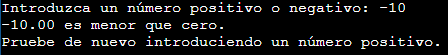 Introduzca un número positivo o negativo: -10
-10.00 es menor que cero.
Pruebe de nuevo introduciendo un número positivo.